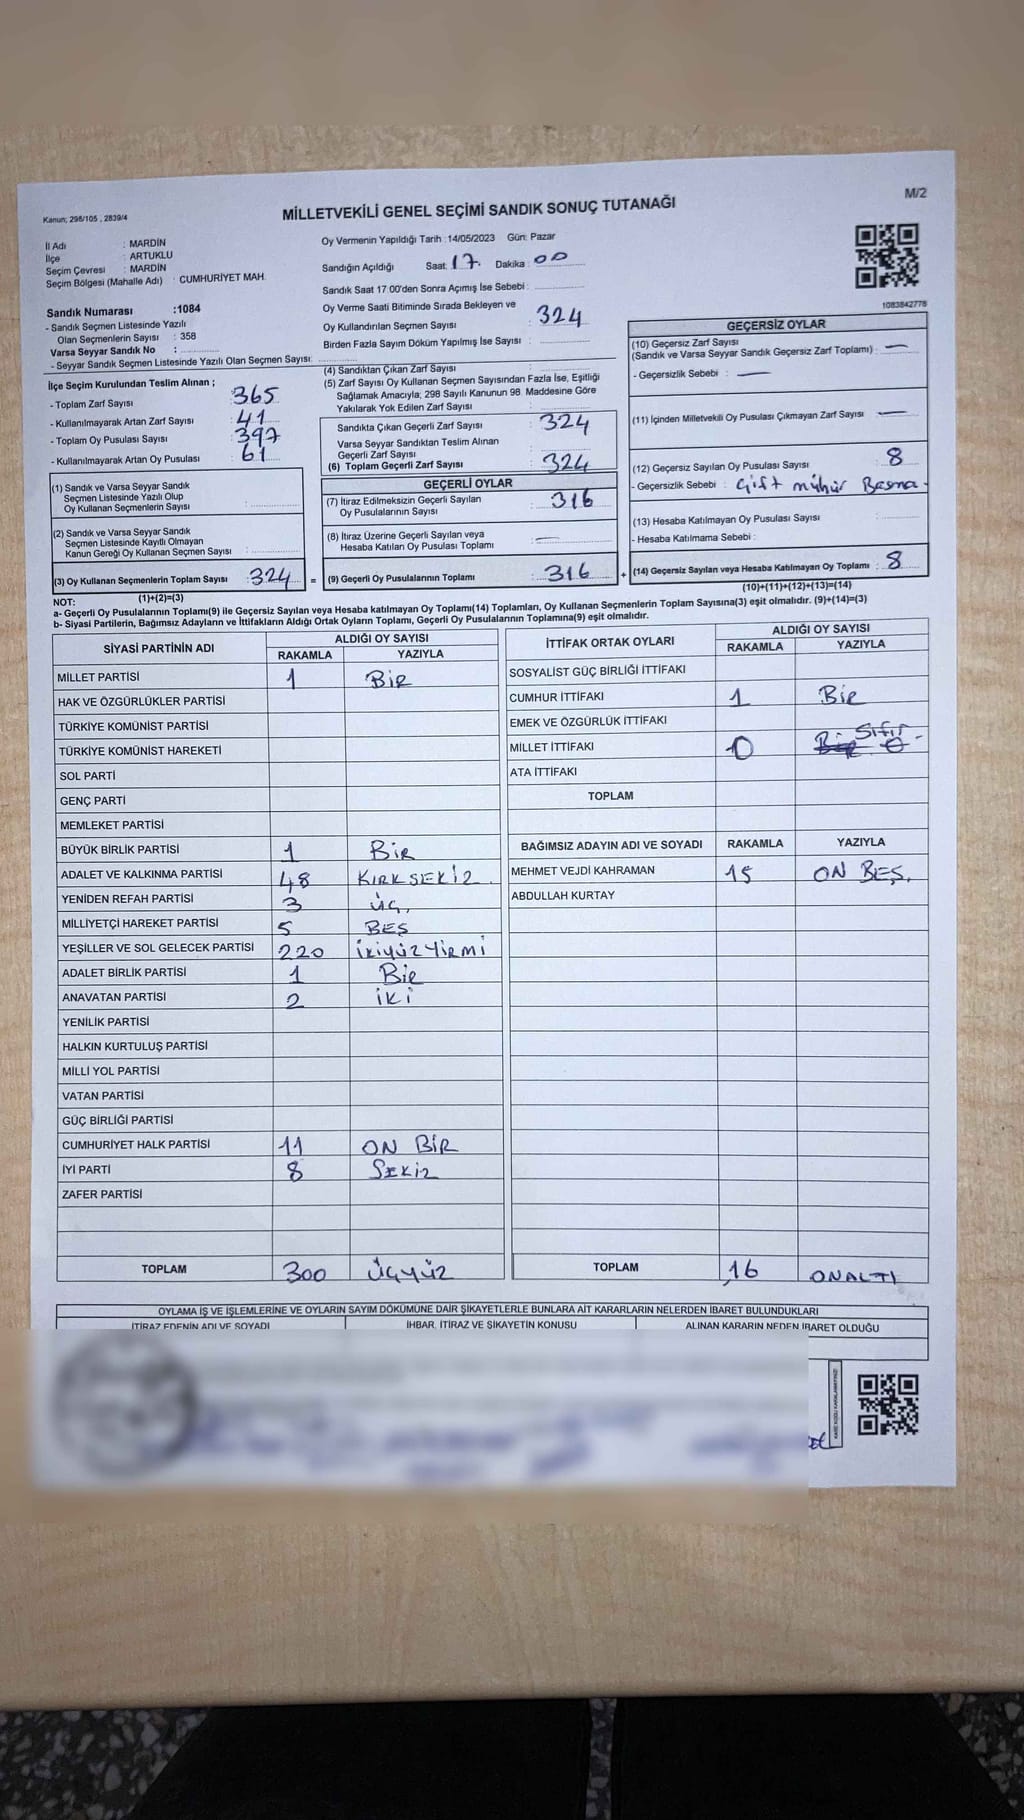 M/2
Kanun; 298/105 , 2839/4
MİLLETVEKİLİ GENEL SEÇİMİ SANDIK SONUÇ TUTANAĞI
İl Adı : MARDİN
İlçe : ARTUKLU
Seçim Çevresi : MARDİN
Seçim Bölgesi (Mahalle Adı) : CUMHURİYET MAH.
Oy Vermenin Yapıldığı Tarih :14/05/2023 Gün: Pazar
Sandığın Açıldığı Saat: 17. Dakika : 00
Sandık Saat 17:00'den Sonra Açımış İse Sebebi :
Oy Verme Saati Bitiminde Sırada Bekleyen ve
Oy Kullandırılan Seçmen Sayısı : 324
Birden Fazla Sayım Döküm Yapılmış İse Sayısı :
1083842778
Sandık Numarası :1084
- Sandık Seçmen Listesinde Yazılı
Olan Seçmenlerin Sayısı : 358
Varsa Seyyar Sandık No :
- Seyyar Sandık Seçmen Listesinde Yazılı Olan Seçmen Sayısı:
İlçe Seçim Kurulundan Teslim Alınan ;
- Toplam Zarf Sayısı : 365
- Kullanılmayarak Artan Zarf Sayısı : 41
- Toplam Oy Pusulası Sayısı : 397
- Kullanılmayarak Artan Oy Pusulası : 61
(1) Sandık ve Varsa Seyyar Sandık
Seçmen Listesinde Yazılı Olup
Oy Kullanan Seçmenlerin Sayısı :
(2) Sandık ve Varsa Seyyar Sandık
Seçmen Listesinde Kayıtlı Olmayan
Kanun Gereği Oy Kullanan Seçmen Sayısı :
(3) Oy Kullanan Seçmenlerin Toplam Sayısı : 324 =
(1)+(2)=(3)
(4) Sandıktan Çıkan Zarf Sayısı :
(5) Zarf Sayısı Oy Kullanan Seçmen Sayısından Fazla İse, Eşitliği
Sağlamak Amacıyla; 298 Sayılı Kanunun 98. Maddesine Göre
Yakılarak Yok Edilen Zarf Sayısı :
Sandıkta Çıkan Geçerli Zarf Sayısı : 324
Varsa Seyyar Sandıktan Teslim Alınan
Geçerli Zarf Sayısı :
(6) Toplam Geçerli Zarf Sayısı : 324
GEÇERLİ OYLAR
(7) İtiraz Edilmeksizin Geçerli Sayılan
Oy Pusulalarının Sayısı : 316
(8) İtiraz Üzerine Geçerli Sayılan veya
Hesaba Katılan Oy Pusulası Toplamı : —
(9) Geçerli Oy Pusulalarının Toplamı : 316 +
GEÇERSİZ OYLAR
(10) Geçersiz Zarf Sayısı
(Sandık ve Varsa Seyyar Sandık Geçersiz Zarf Toplamı) : —
- Geçersizlik Sebebi : —
(11) İçinden Milletvekili Oy Pusulası Çıkmayan Zarf Sayısı —
(12) Geçersiz Sayılan Oy Pusulası Sayısı : 8
- Geçersizlik Sebebi : Çift mühür Basma -
(13) Hesaba Katılmayan Oy Pusulası Sayısı :
- Hesaba Katılmama Sebebi :
(14) Geçersiz Sayılan veya Hesaba Katılmayan Oy Toplamı : 8
(10)+(11)+(12)+(13)=(14)
NOT:
a- Geçerli Oy Pusulalarının Toplamı(9) ile Geçersiz Sayılan veya Hesaba katılmayan Oy Toplamı(14) Toplamları, Oy Kullanan Seçmenlerin Toplam Sayısına(3) eşit olmalıdır. (9)+(14)=(3)
b- Siyasi Partilerin, Bağımsız Adayların ve İttifakların Aldığı Ortak Oyların Toplamı, Geçerli Oy Pusulalarının Toplamına(9) eşit olmalıdır.
SİYASİ PARTİNİN ADI ALDIĞI OY SAYISI
RAKAMLA YAZIYLA
MİLLET PARTİSİ 1 BİR
HAK VE ÖZGÜRLÜKLER PARTİSİ
TÜRKİYE KOMÜNİST PARTİSİ
TÜRKİYE KOMÜNİST HAREKETİ
SOL PARTİ
GENÇ PARTİ
MEMLEKET PARTİSİ
BÜYÜK BİRLİK PARTİSİ 1 BİR
ADALET VE KALKINMA PARTİSİ 48 KIRKSEKİZ
YENİDEN REFAH PARTİSİ 3 ÜÇ
MİLLİYETÇİ HAREKET PARTİSİ 5 BEŞ
YEŞİLLER VE SOL GELECEK PARTİSİ 220 İKİYÜZYİRMİ
ADALET BİRLİK PARTİSİ 1 BİR
ANAVATAN PARTİSİ 2 İKİ
YENİLİK PARTİSİ
HALKIN KURTULUŞ PARTİSİ
MİLLİ YOL PARTİSİ
VATAN PARTİSİ
GÜÇ BİRLİĞİ PARTİSİ
CUMHURİYET HALK PARTİSİ 11 ON BİR
İYİ PARTİ 8 SEKİZ
ZAFER PARTİSİ
TOPLAM 300 ÜÇYÜZ
İTTİFAK ORTAK OYLARI ALDIĞI OY SAYISI
RAKAMLA YAZIYLA
SOSYALİST GÜÇ BİRLİĞİ İTTİFAKI
CUMHUR İTTİFAKI 1 BİR
EMEK VE ÖZGÜRLÜK İTTİFAKI
MİLLET İTTİFAKI 0 Sıfır
ATA İTTİFAKI
TOPLAM
BAĞIMSIZ ADAYIN ADI VE SOYADI RAKAMLA YAZIYLA
MEHMET VEJDİ KAHRAMAN 15 ON BEŞ.
ABDULLAH KURTAY
TOPLAM 16 ONALTI
OYLAMA İŞ VE İŞLEMLERİNE VE OYLARIN SAYIM DÖKÜMÜNE DAİR ŞİKAYETLERLE BUNLARA AİT KARARLARIN NELERDEN İBARET BULUNDUKLARI
İTİRAZ EDENİN ADI VE SOYADI İHBAR, İTİRAZ VE ŞİKAYETİN KONUSU ALINAN KARARIN NEDEN İBARET OLDUĞU